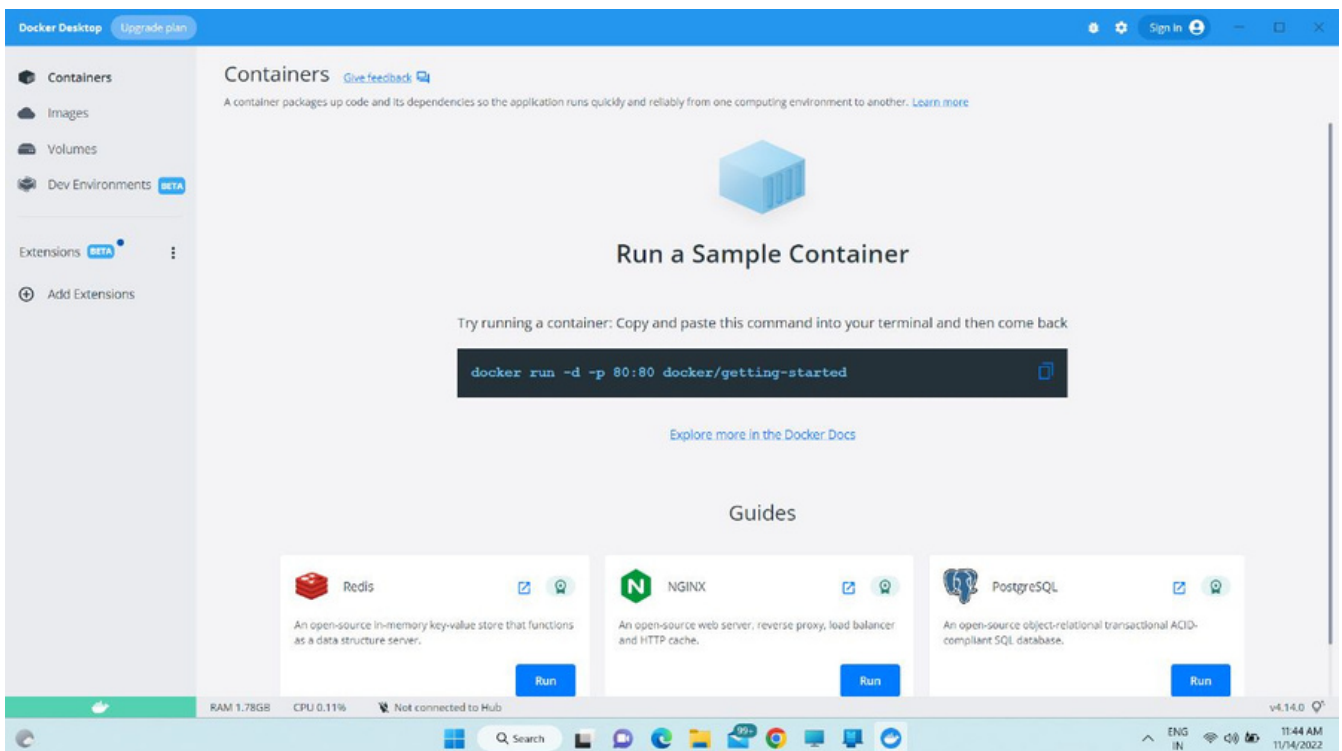 Docker Desktop Upgrade plan Sign in
Containers
Images
Volumes
Dev Environments BETA
Extensions BETA
Add Extensions
Containers Give feedback
A container packages up code and its dependencies so the application runs quickly and reliably from one computing environment to another. Learn more
Run a Sample Container
Try running a container: Copy and paste this command into your terminal and then come back
docker run -d -p 80:80 docker/getting-started
Explore more in the Docker Docs
Guides
Redis
An open-source in-memory key-value store that functions
as a data structure server.
Run
NGINX
An open-source web server, reverse proxy, load balancer
and HTTP cache.
Run
PostgreSQL
An open-source object-relational transactional ACID-
compliant SQL database.
Run
RAM 1.78GB CPU 0.11% Not connected to Hub v4.14.0
Search 99+ ENG 11:44 AM
IN 11/14/2022